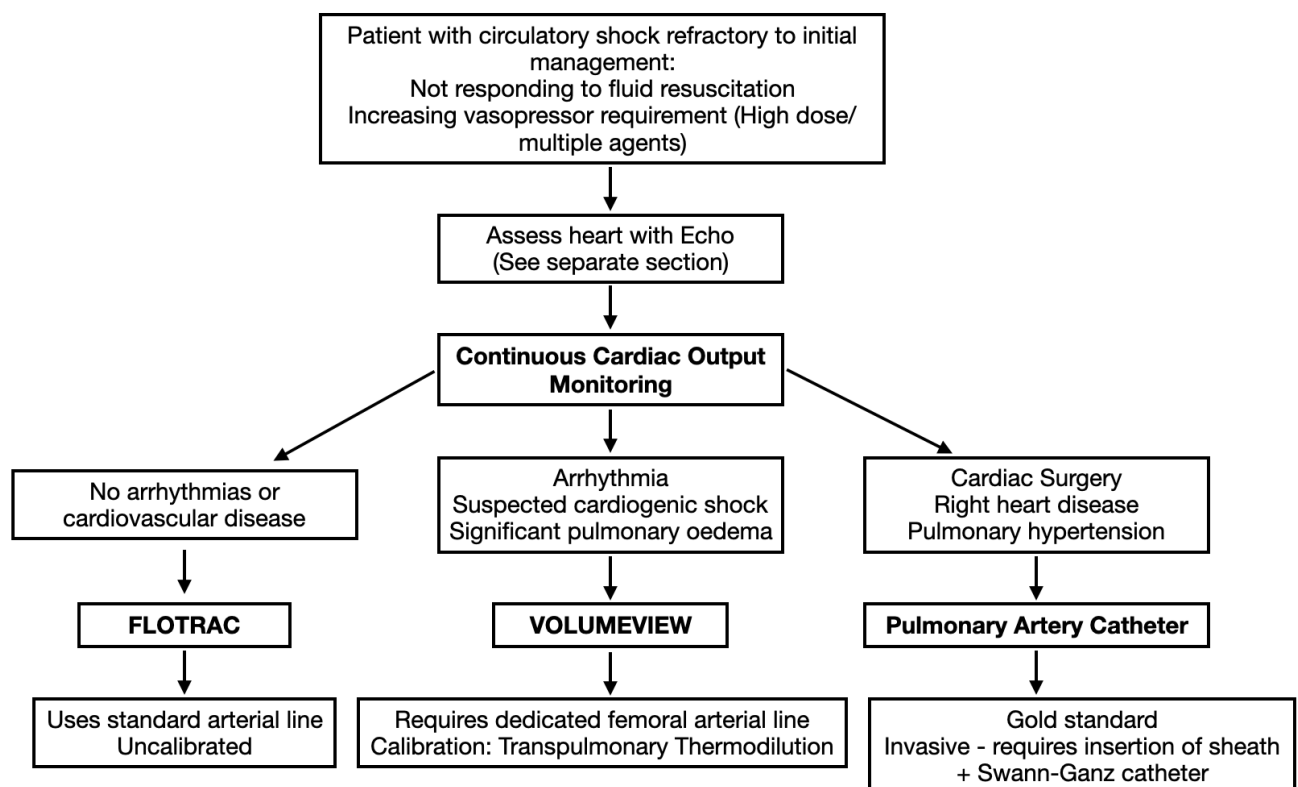 Patient with circulatory shock refractory to initial
management:
Not responding to fluid resuscitation
Increasing vasopressor requirement (High dose/
multiple agents)
Assess heart with Echo
(See separate section)
Continuous Cardiac Output
Monitoring
No arrhythmias or
cardiovascular disease
Arrhythmia
Suspected cardiogenic shock
Significant pulmonary oedema
Cardiac Surgery
Right heart disease
Pulmonary hypertension
FLOTRAC
VOLUMEVIEW
Pulmonary Artery Catheter
Uses standard arterial line
Uncalibrated
Requires dedicated femoral arterial line
Calibration: Transpulmonary Thermodilution
Gold standard
Invasive - requires insertion of sheath
+ Swann-Ganz catheter